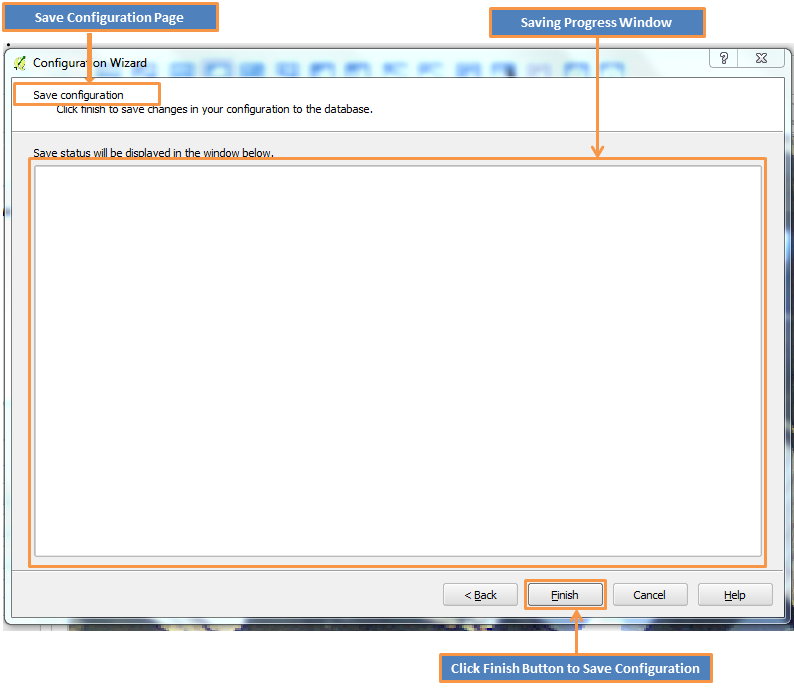 Save Configuration Page
Saving Progress Window
Configuration Wizard
?
Save configuration
Click finish to save changes in your configuration to the database.
Save status will be displayed in the window below.
< Back
Finish
Cancel
Help
Click Finish Button to Save Configuration